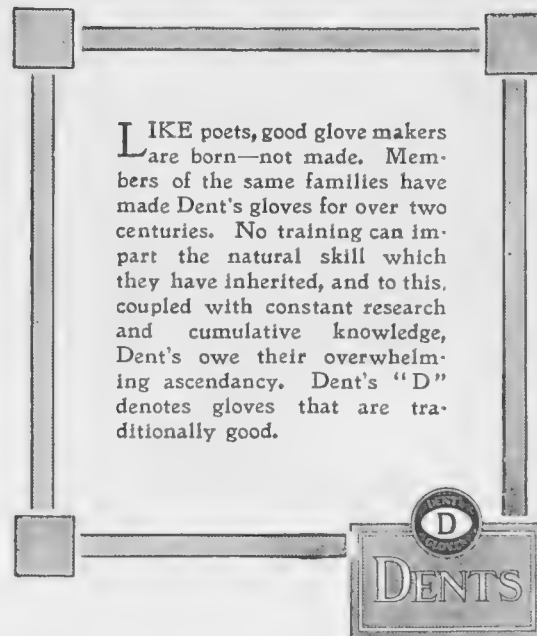 LIKE poets, good glove makers
are born—not made. Mem-
bers of the same families have
made Dent's gloves for over two
centuries. No training can im-
part the natural skill which
they have inherited, and to this,
coupled with constant research
and cumulative knowledge,
Dent's owe their overwhelm-
ing ascendancy. Dent's "D"
denotes gloves that are tra-
ditionally good.
DENTS
D
GLOVES
DENTS